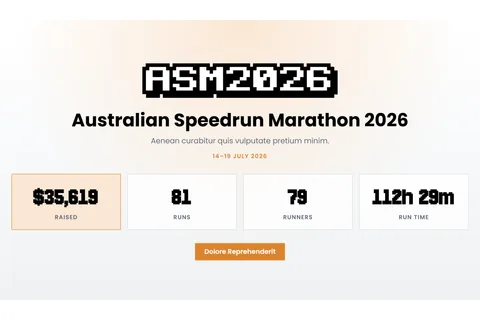 ASM2026
Australian Speedrun Marathon 2026
Aenean curabitur quis vulputate pretium minim.
14–19 JULY 2026
$35,619
RAISED
81
RUNS
79
RUNNERS
112h 29m
RUN TIME
Dolore Reprehenderit